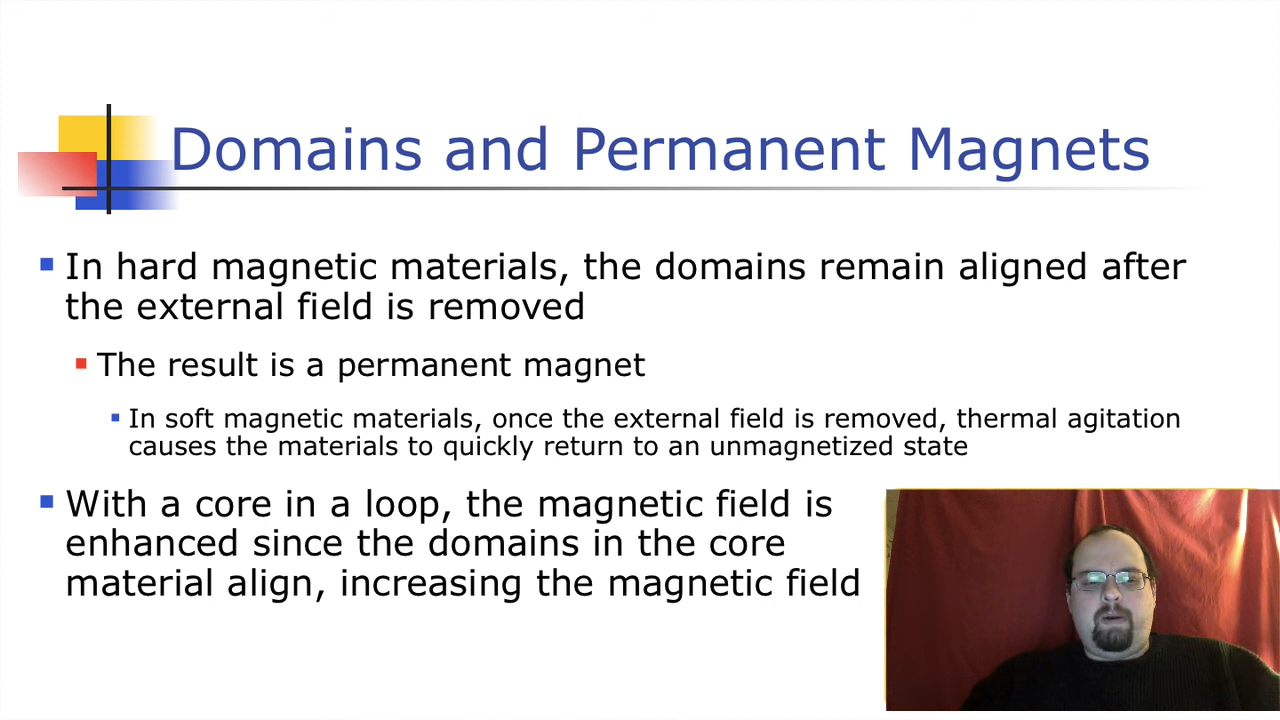 Domains and Permanent Magnets
In hard magnetic materials, the domains remain aligned after
the external field is removed
The result is a permanent magnet
In soft magnetic materials, once the external field is removed, thermal agitation
causes the materials to quickly return to an unmagnetized state
With a core in a loop, the magnetic field is
enhanced since the domains in the core
material align, increasing the magnetic field